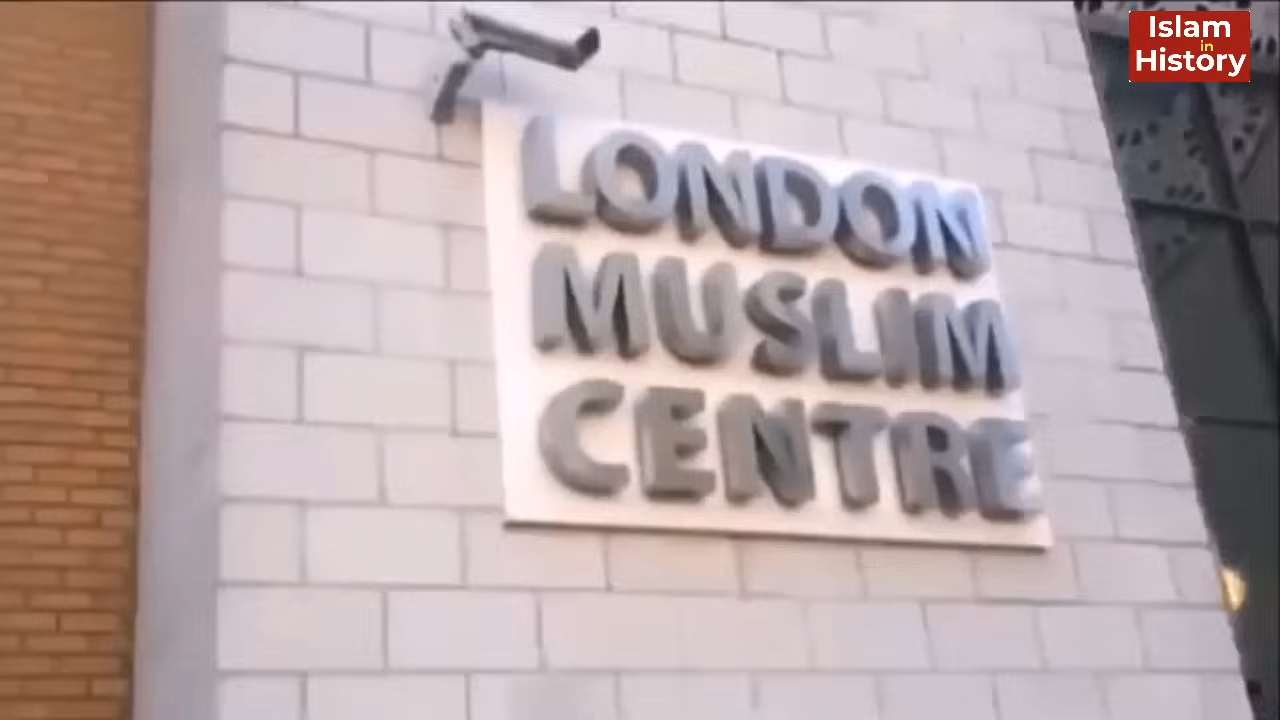 Islam
in
History
LONDON
MUSLIM
CENTRE